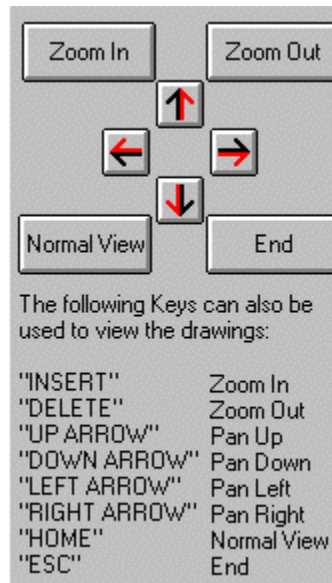 Zoom In Zoom Out
Normal View End
The following Keys can also be
used to view the drawings:
"INSERT" Zoom In
"DELETE" Zoom Out
"UP ARROW" Pan Up
"DOWN ARROW" Pan Down
"LEFT ARROW" Pan Left
"RIGHT ARROW" Pan Right
"HOME" Normal View
"ESC" End